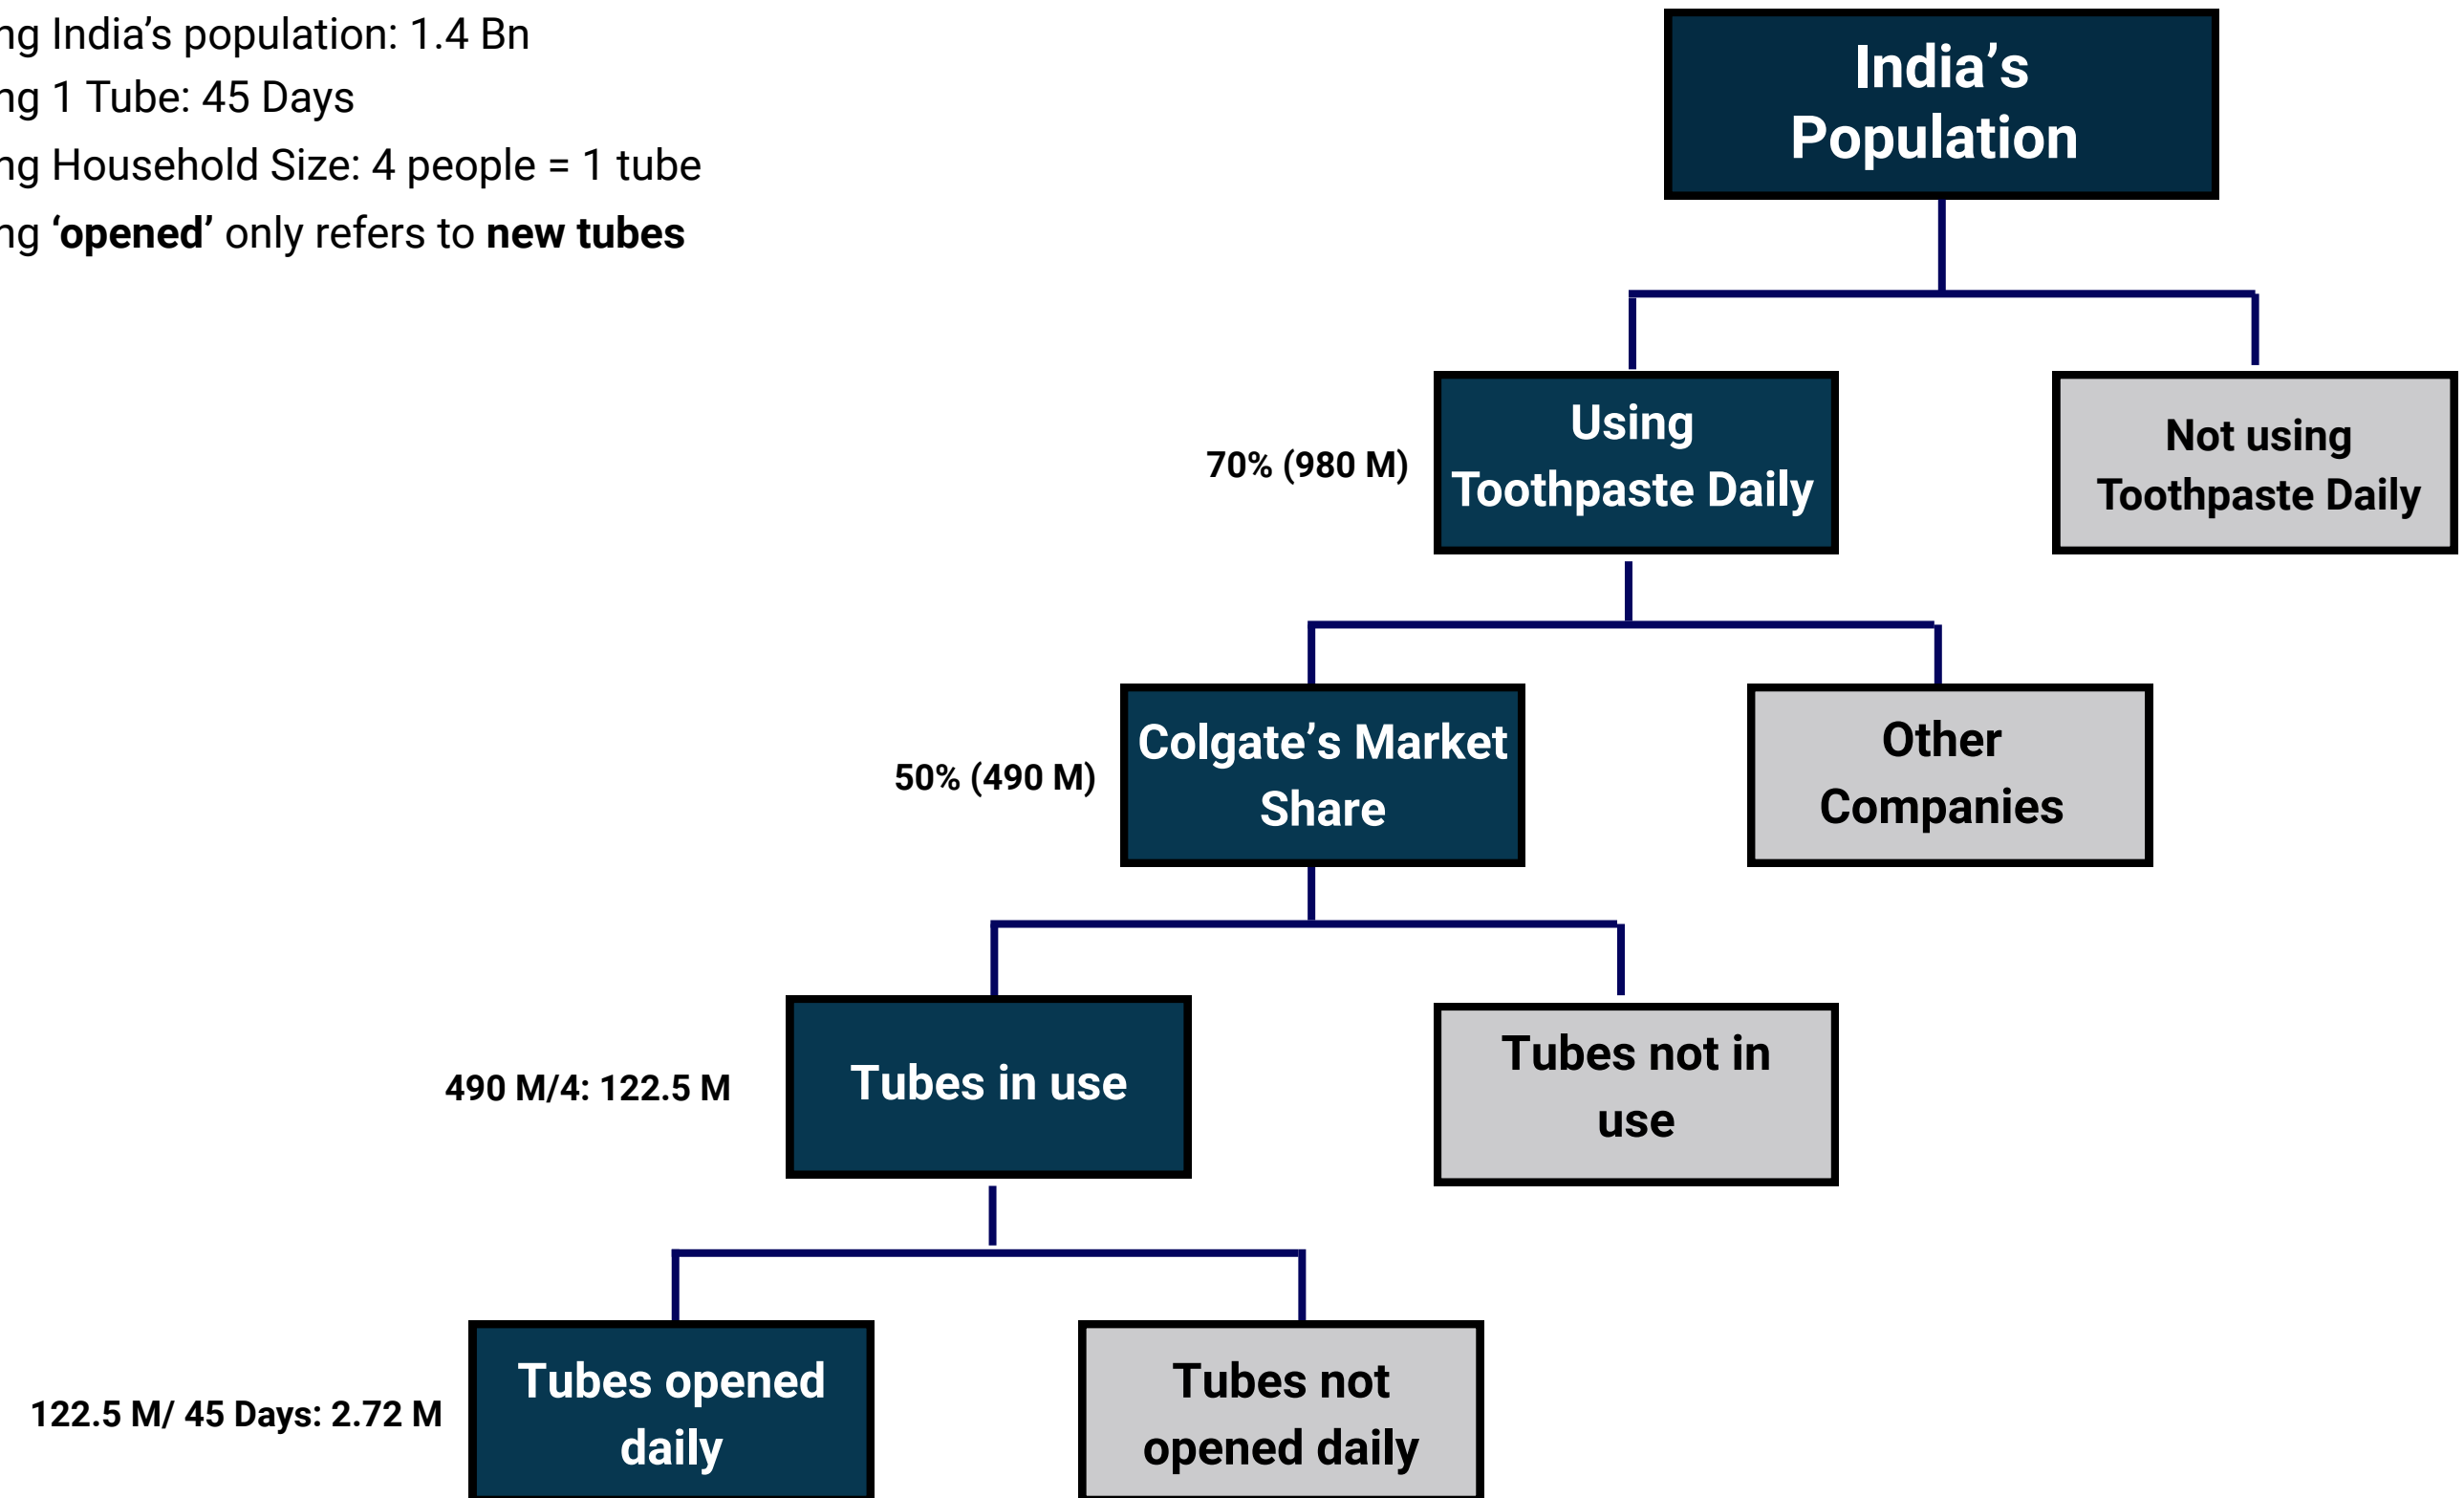 ng India’s population: 1.4 Bn
ng 1 Tube: 45 Days
ng Household Size: 4 people = 1 tube
ng ‘opened’ only refers to new tubes
India’s
Population
70% (980 M)
Using
Toothpaste Daily
Not using
Toothpaste Daily
50% (490 M)
Colgate’s Market
Share
Other
Companies
490 M/4: 122.5 M
Tubes in use
Tubes not in
use
122.5 M/ 45 Days: 2.72 M
Tubes opened
daily
Tubes not
opened daily